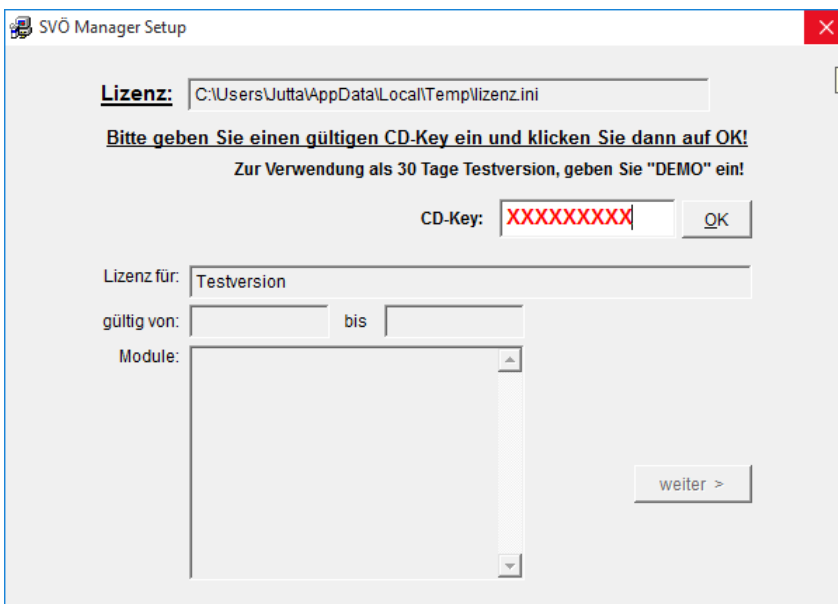 SVÖ Manager Setup
Lizenz: C:\Users\Jutta\AppData\Local\Temp\lizenz.ini
Bitte geben Sie einen gültigen CD-Key ein und klicken Sie dann auf OK!
Zur Verwendung als 30 Tage Testversion, geben Sie "DEMO" ein!
CD-Key: XXXXXXXXX OK
Lizenz für: Testversion
gültig von: bis
Module:
weiter >